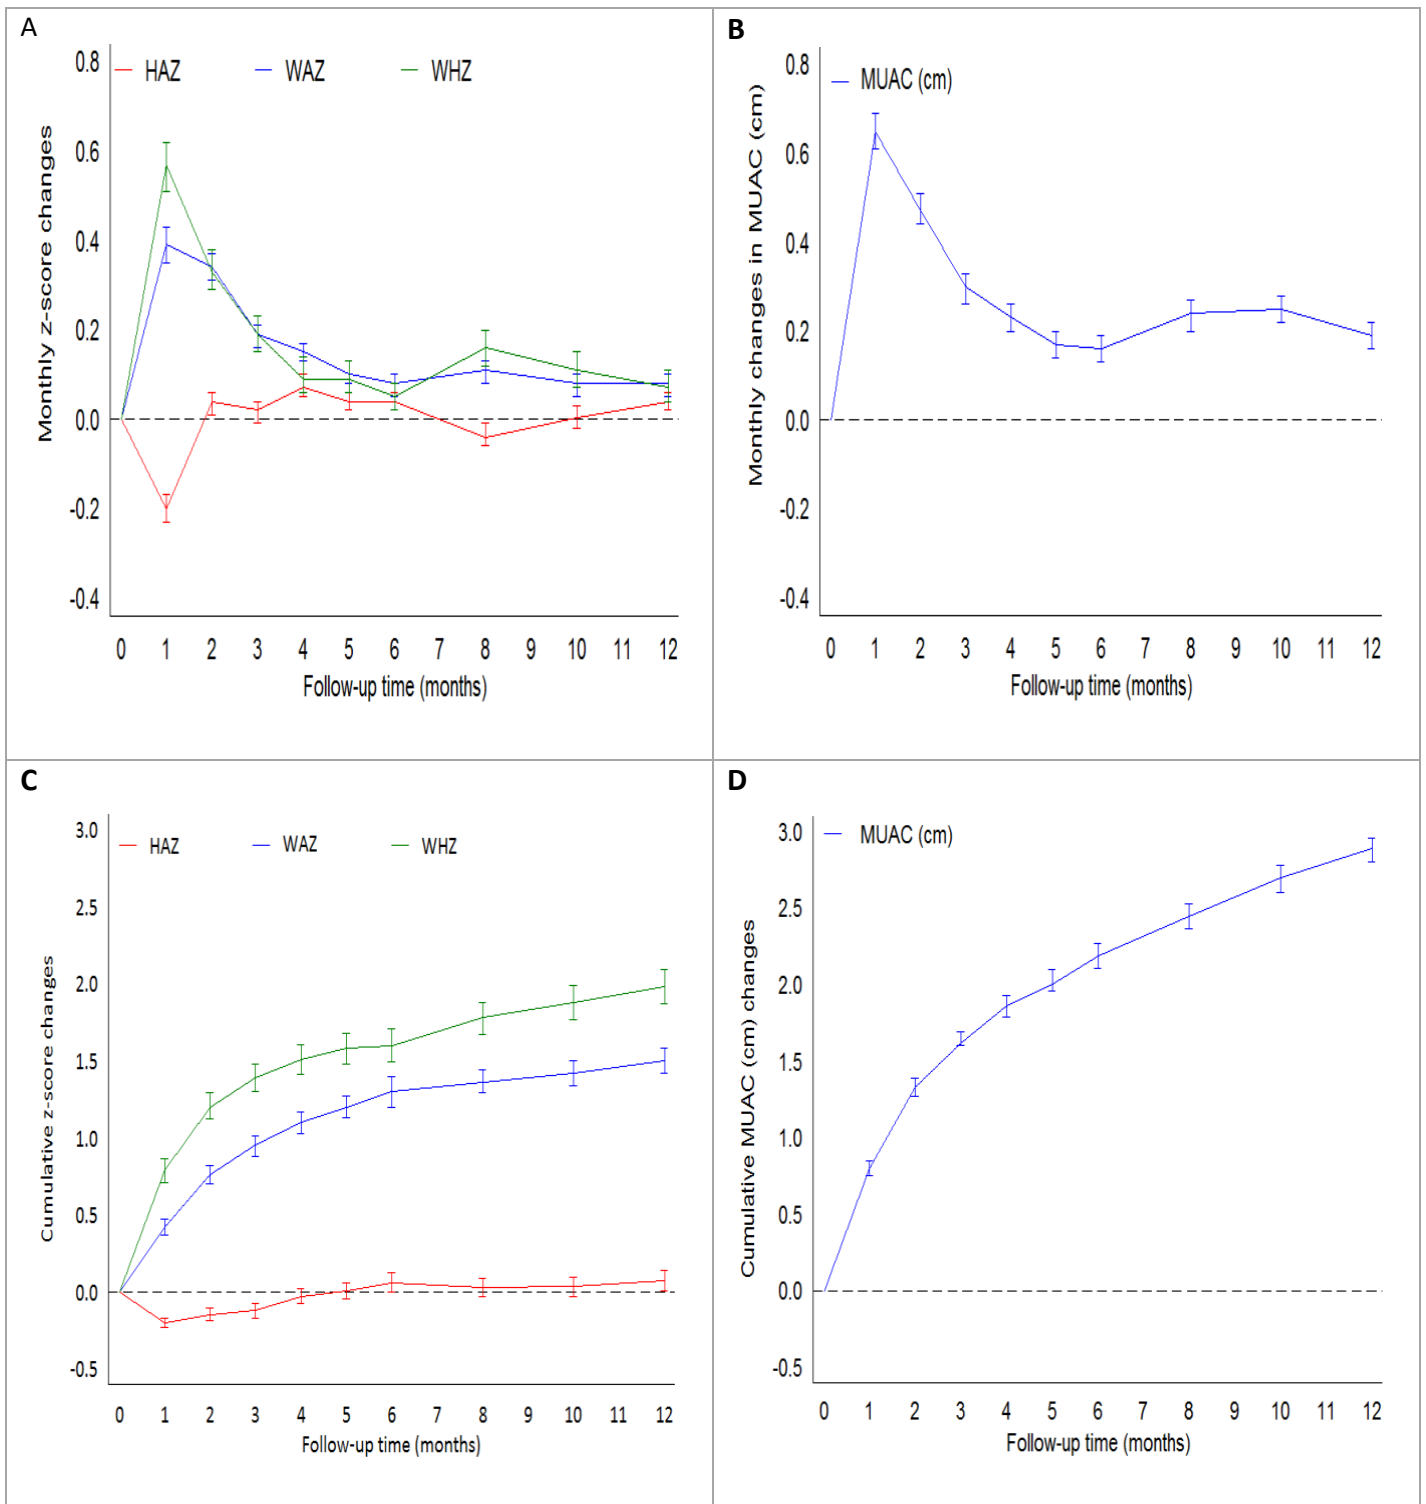 A
HAZ WAZ WHZ
Monthly z-score changes
0.8
0.6
0.4
0.2
0.0
-0.2
-0.4
0 1 2 3 4 5 6 7 8 9 10 11 12
Follow-up time (months)
B
MUAC (cm)
Monthly changes in MUAC (cm)
0.8
0.6
0.4
0.2
0.0
-0.2
-0.4
0 1 2 3 4 5 6 7 8 9 10 11 12
Follow-up time (months)
C
HAZ WAZ WHZ
Cumulative z-score changes
3.0
2.5
2.0
1.5
1.0
0.5
0.0
-0.5
0 1 2 3 4 5 6 7 8 9 10 11 12
Follow-up time (months)
D
MUAC (cm)
Cumulative MUAC (cm) changes
3.0
2.5
2.0
1.5
1.0
0.5
0.0
-0.5
0 1 2 3 4 5 6 7 8 9 10 11 12
Follow-up time (months)